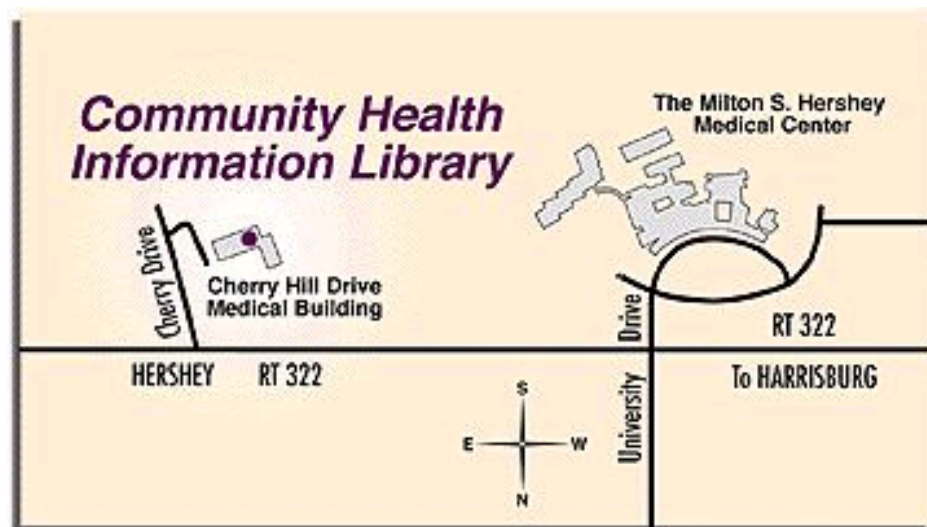 Community Health
Information Library
The Milton S. Hershey
Medical Center
Cherry Drive
Cherry Hill Drive
Medical Building
University Drive
RT 322
HERSHEY RT 322
To HARRISBURG
S
E W
N